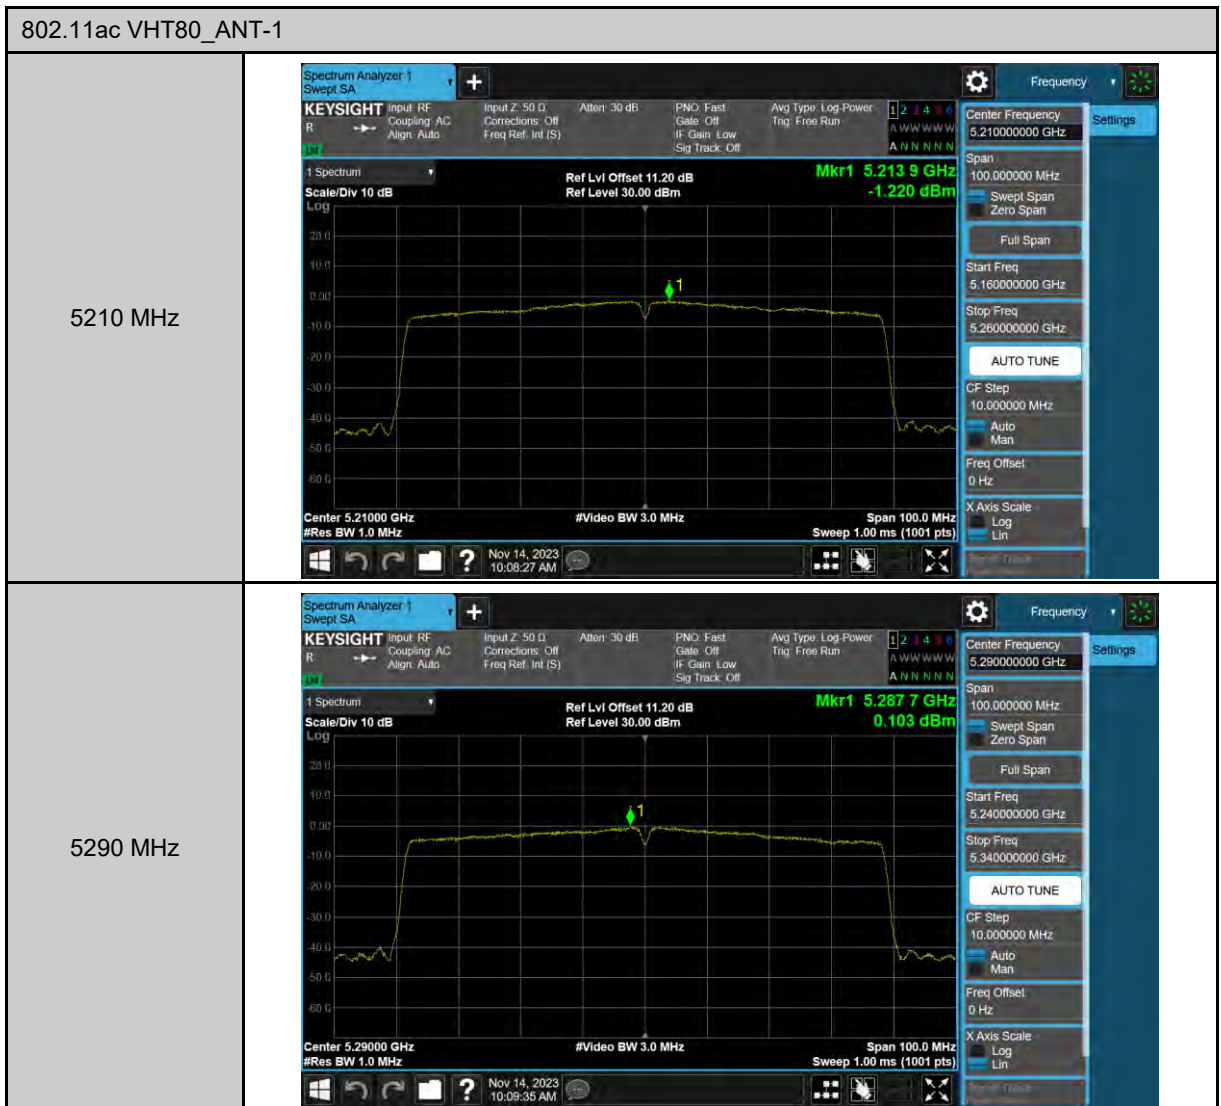 802.11ac VHT80_ANT-1
5210 MHz
Spectrum Analyzer 1
Swept SA
Frequency
KEYSIGHT
R
Input: RF
Coupling: AC
Align: Auto
Input Z: 50 Ω
Corrections: Off
Freq Ref: Int (S)
Atten: 30 dB
PNO: Fast
Gate: Off
IF Gain: Low
Sig Track: Off
Avg Type: Log-Power
Trig: Free Run
1 2 3 4 5 6
A W W W W W
A N N N N N
1 Spectrum
Scale/Div 10 dB
Log
Ref Lvl Offset 11.20 dB
Ref Level 30.00 dBm
Mkr1 5.213 9 GHz
-1.220 dBm
20.0
10.0
0.00
-10.0
-20.0
-30.0
-40.0
-50.0
-60.0
1
Center 5.21000 GHz
#Res BW 1.0 MHz
#Video BW 3.0 MHz
Span 100.0 MHz
Sweep 1.00 ms (1001 pts)
Nov 14, 2023
10:08:27 AM
Center Frequency
5.210000000 GHz
Settings
Span
100.000000 MHz
Swept Span
Zero Span
Full Span
Start Freq
5.160000000 GHz
Stop Freq
5.260000000 GHz
AUTO TUNE
CF Step
10.000000 MHz
Auto
Man
Freq Offset
0 Hz
X Axis Scale
Log
Lin
5290 MHz
Spectrum Analyzer 1
Swept SA
Frequency
KEYSIGHT
R
Input: RF
Coupling: AC
Align: Auto
Input Z: 50 Ω
Corrections: Off
Freq Ref: Int (S)
Atten: 30 dB
PNO: Fast
Gate: Off
IF Gain: Low
Sig Track: Off
Avg Type: Log-Power
Trig: Free Run
1 2 3 4 5 6
A W W W W W
A N N N N N
1 Spectrum
Scale/Div 10 dB
Log
Ref Lvl Offset 11.20 dB
Ref Level 30.00 dBm
Mkr1 5.287 7 GHz
0.103 dBm
20.0
10.0
0.00
-10.0
-20.0
-30.0
-40.0
-50.0
-60.0
1
Center 5.29000 GHz
#Res BW 1.0 MHz
#Video BW 3.0 MHz
Span 100.0 MHz
Sweep 1.00 ms (1001 pts)
Nov 14, 2023
10:09:35 AM
Center Frequency
5.290000000 GHz
Settings
Span
100.000000 MHz
Swept Span
Zero Span
Full Span
Start Freq
5.240000000 GHz
Stop Freq
5.340000000 GHz
AUTO TUNE
CF Step
10.000000 MHz
Auto
Man
Freq Offset
0 Hz
X Axis Scale
Log
Lin